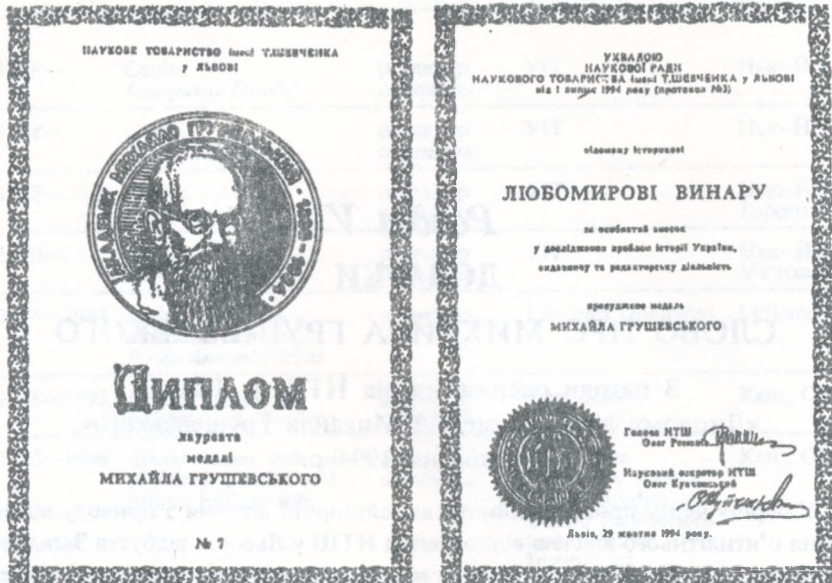 НАУКОВЕ ТОВАРИСТВО імені Т.ШЕВЧЕНКА
у ЛЬВОВІ
АКАДЕМИК МИХАЙЛО ГРУШЕВСЬКИЙ
ДИПЛОМ
лауреата
медалі
МИХАЙЛА ГРУШЕВСЬКОГО
№ 7
УХВАЛОЮ
НАУКОВОЇ РАДИ
НАУКОВОГО ТОВАРИСТВА імені Т.ШЕВЧЕНКА у ЛЬВОВІ
від 1 липня 1994 року (протокол №3)
відомому історикові
ЛЮБОМИРОВІ ВИНАРУ
за особистий внесок
у дослідження проблем історії України,
видавничу та редакторську діяльність
присуджено медаль
МИХАЙЛА ГРУШЕВСЬКОГО
Голова НТШ
Олег
Науковий секретар НТШ
Олег Купчинський
Львів, 29 жовтня 1994 року.